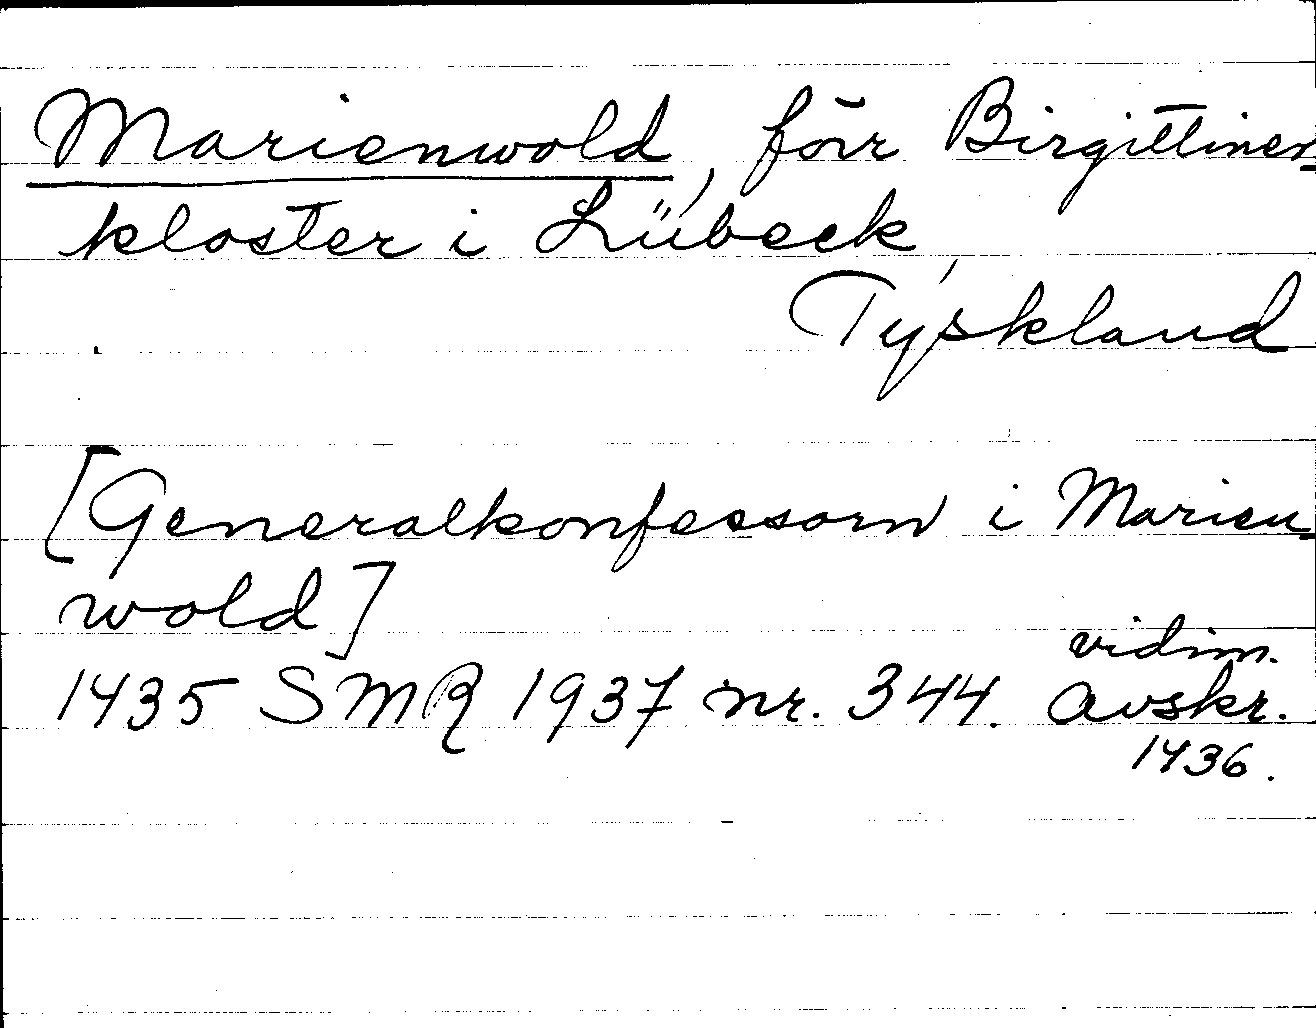 Marienwold, förr Birgittiner-
kloster i Lübeck,
Tyskland
[Generalkonfessorn i Marien-
wold]
1435 SMR 1937 nr. 344. vidim.
avskr.
1436.